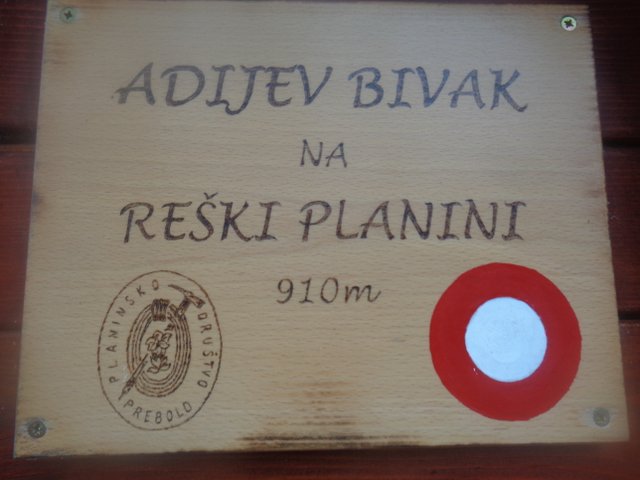 ADIJEV BIVAK
NA
REŠKI PLANINI
910m
PLANINSKO DRUŠTVO
PREBOLD